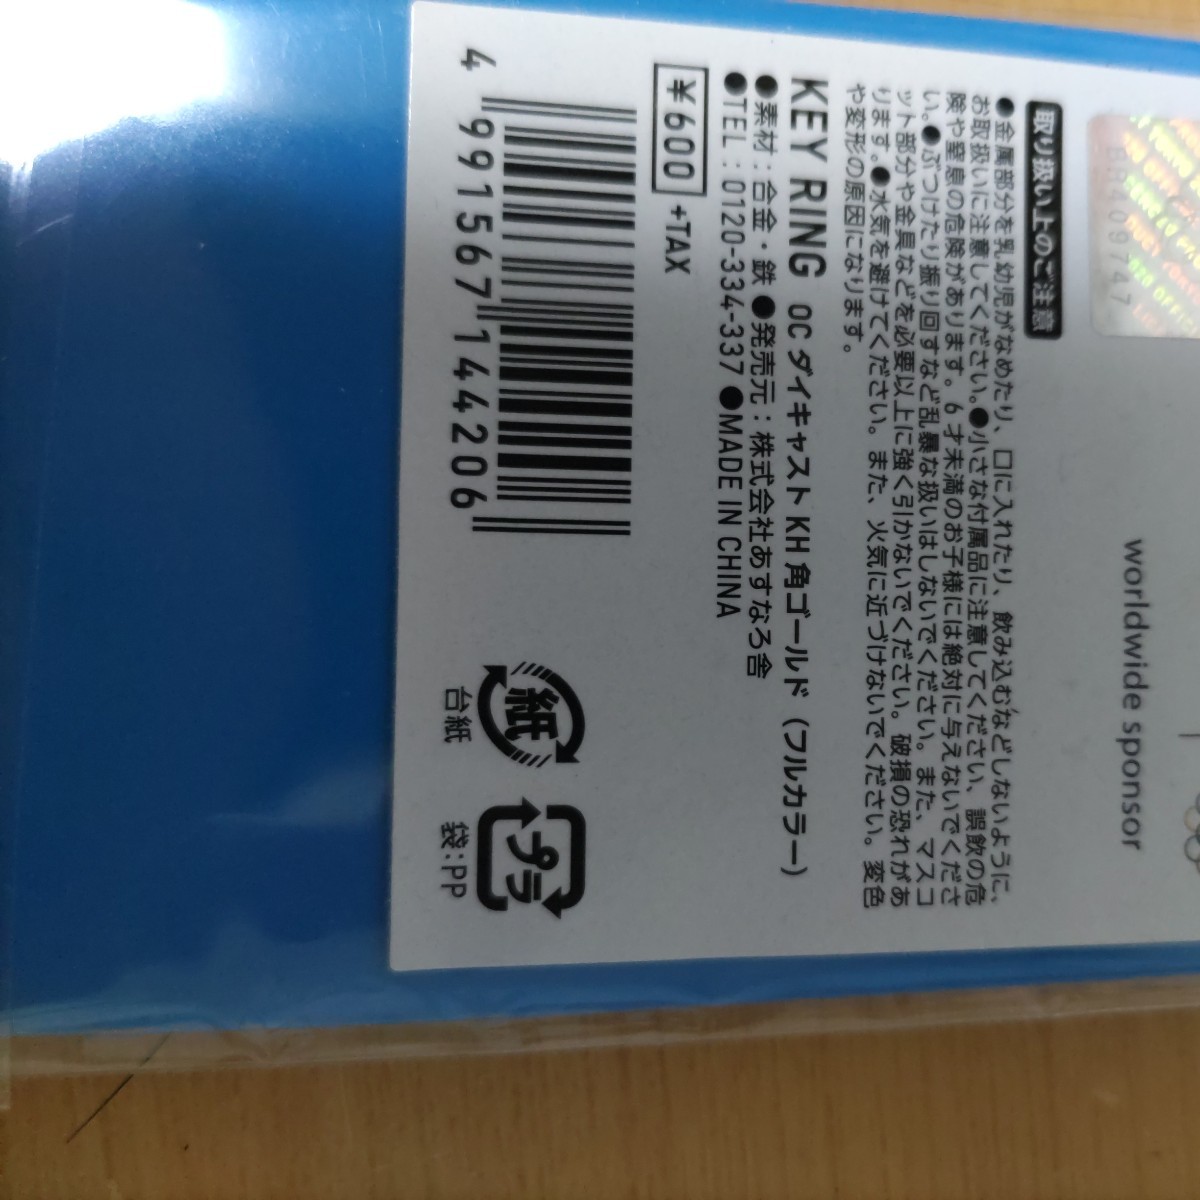 BB409747
worldwide sponsor
取り扱い上のご注意
●金属部分を乳幼児がなめたり、口に入れたり、飲み込むなどしないように、
お取扱いに注意してください。●小さな付属品に注意してください、誤飲の危
険や窒息の危険があります。6才未満のお子様には絶対に与えないでくださ
い。●ぶつけたり振り回すなど乱暴な扱いはしないでください。また、マスコ
ット部分や金具などを必要以上に強く引かないでください。破損の恐れがあ
ります。●水気を避けてください。また、火気に近づけないでください。変色
や変形の原因になります。
KEY RING OC ダイキャスト KH 角ゴールド（フルカラー）
●素材：合金・鉄 ●発売元：株式会社あすなろ舎
●TEL：0120-334-337 ●MADE IN CHINA
¥600 +TAX
4 991567 144206
紙
台紙
プラ
袋：PP